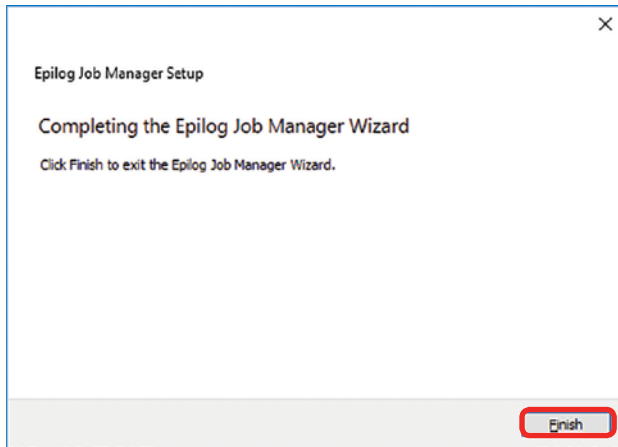 Epilog Job Manager Setup
Completing the Epilog Job Manager Wizard
Click Finish to exit the Epilog Job Manager Wizard.
Finish